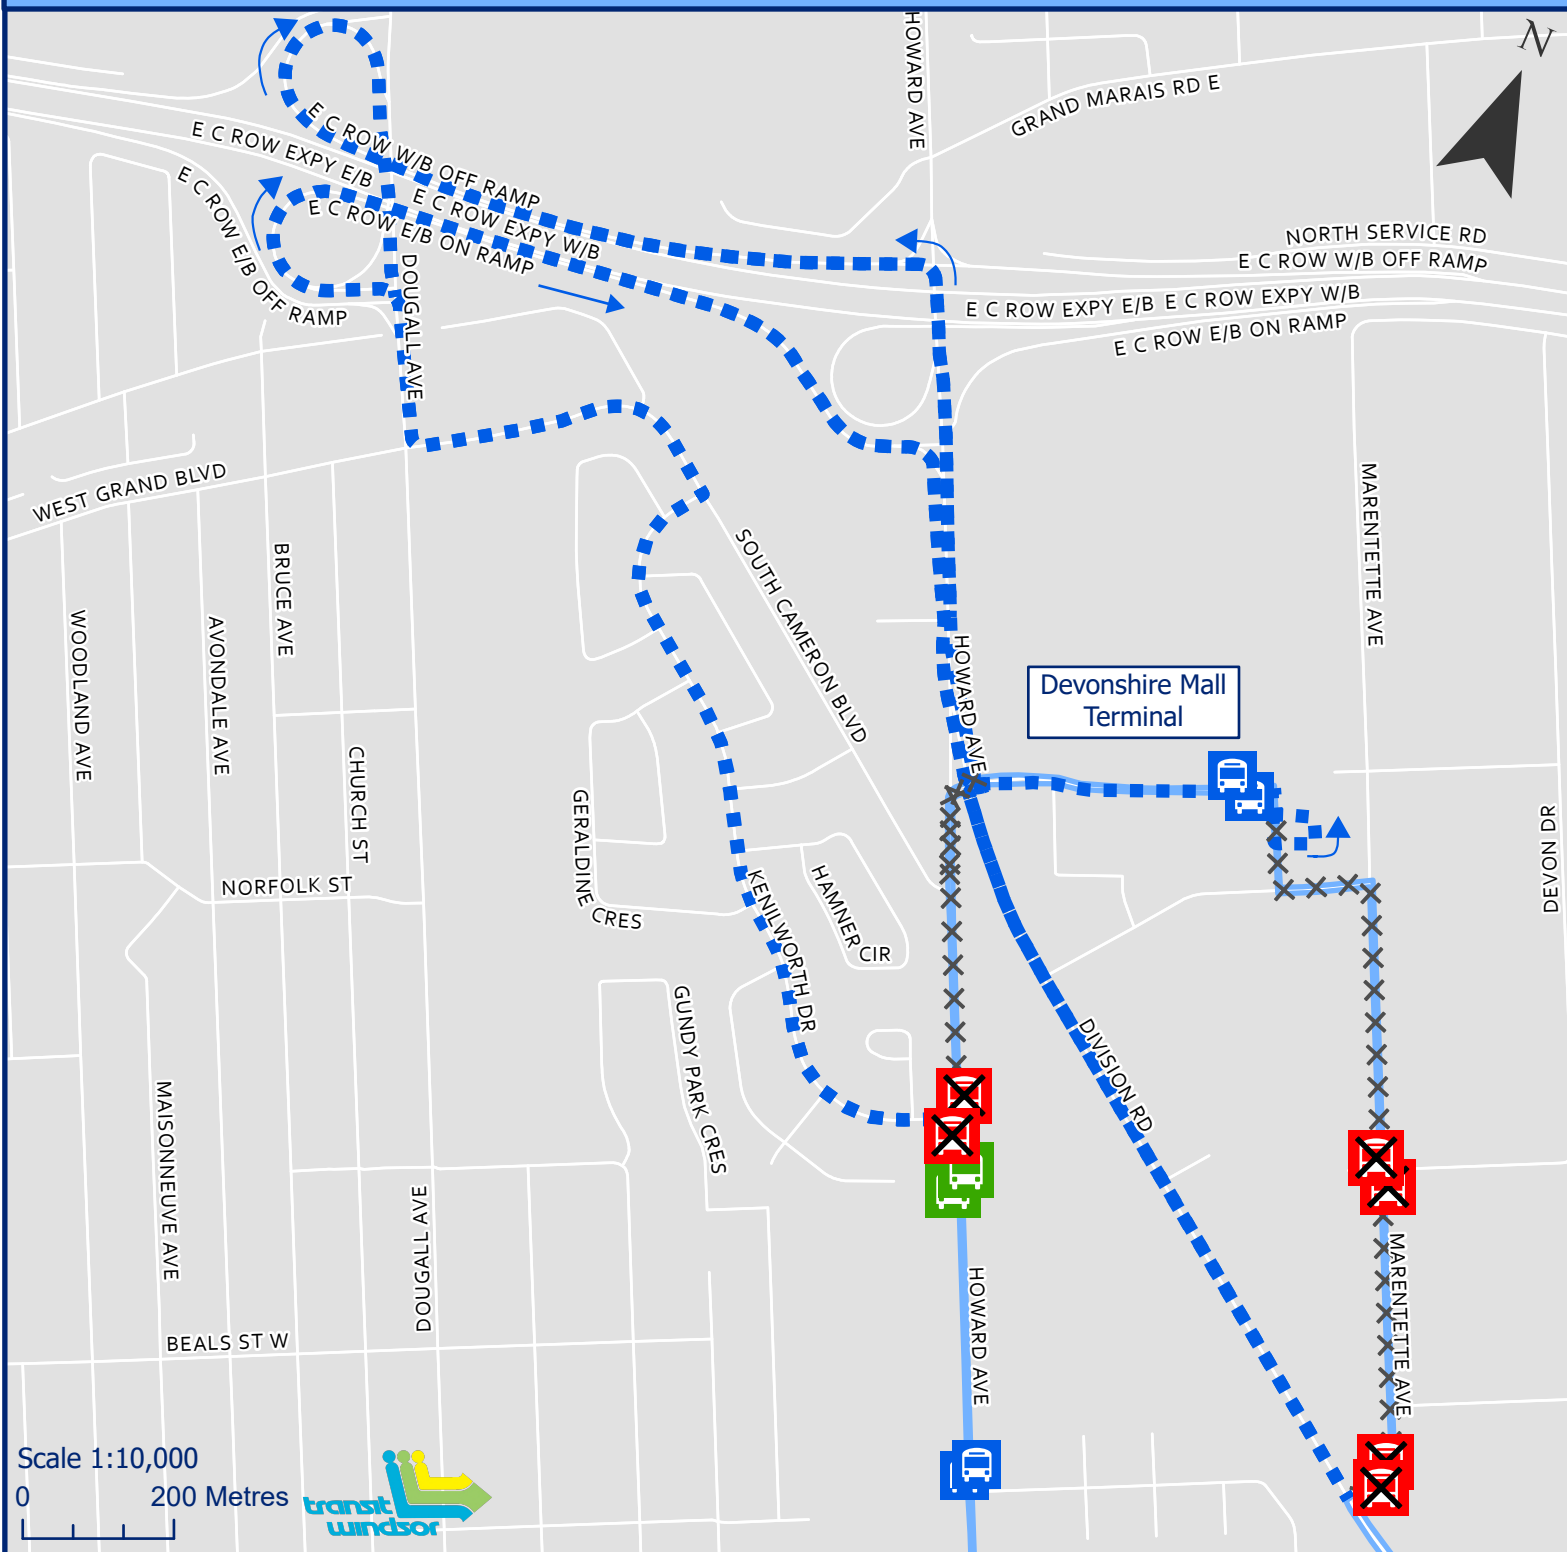 HOWARD AVE
N
GRAND MARAIS RD E
E C ROW W/B OFF RAMP
E C ROW EXPY E/B
E C ROW E/B OFF RAMP
E C ROW EXPY W/B
E C ROW E/B ON RAMP
DOUGALL AVE
NORTH SERVICE RD
E C ROW W/B OFF RAMP
E C ROW EXPY E/B
E C ROW EXPY W/B
E C ROW E/B ON RAMP
WEST GRAND BLVD
BRUCE AVE
WOODLAND AVE
AVONDALE AVE
CHURCH ST
SOUTH CAMERON BLVD
HOWARD AVE
MARENTETTE AVE
Devonshire Mall
Terminal
GERALDINE CRES
NORFOLK ST
KENILWORTH DR
HAMNER CIR
DEVON DR
GUNDY PARK CRES
DIVISION RD
MAISONNEUVE AVE
DOUGALL AVE
HOWARD AVE
MARENTETTE AVE
BEALS ST W
Scale 1:10,000
0 200 Metres
transit
windsor